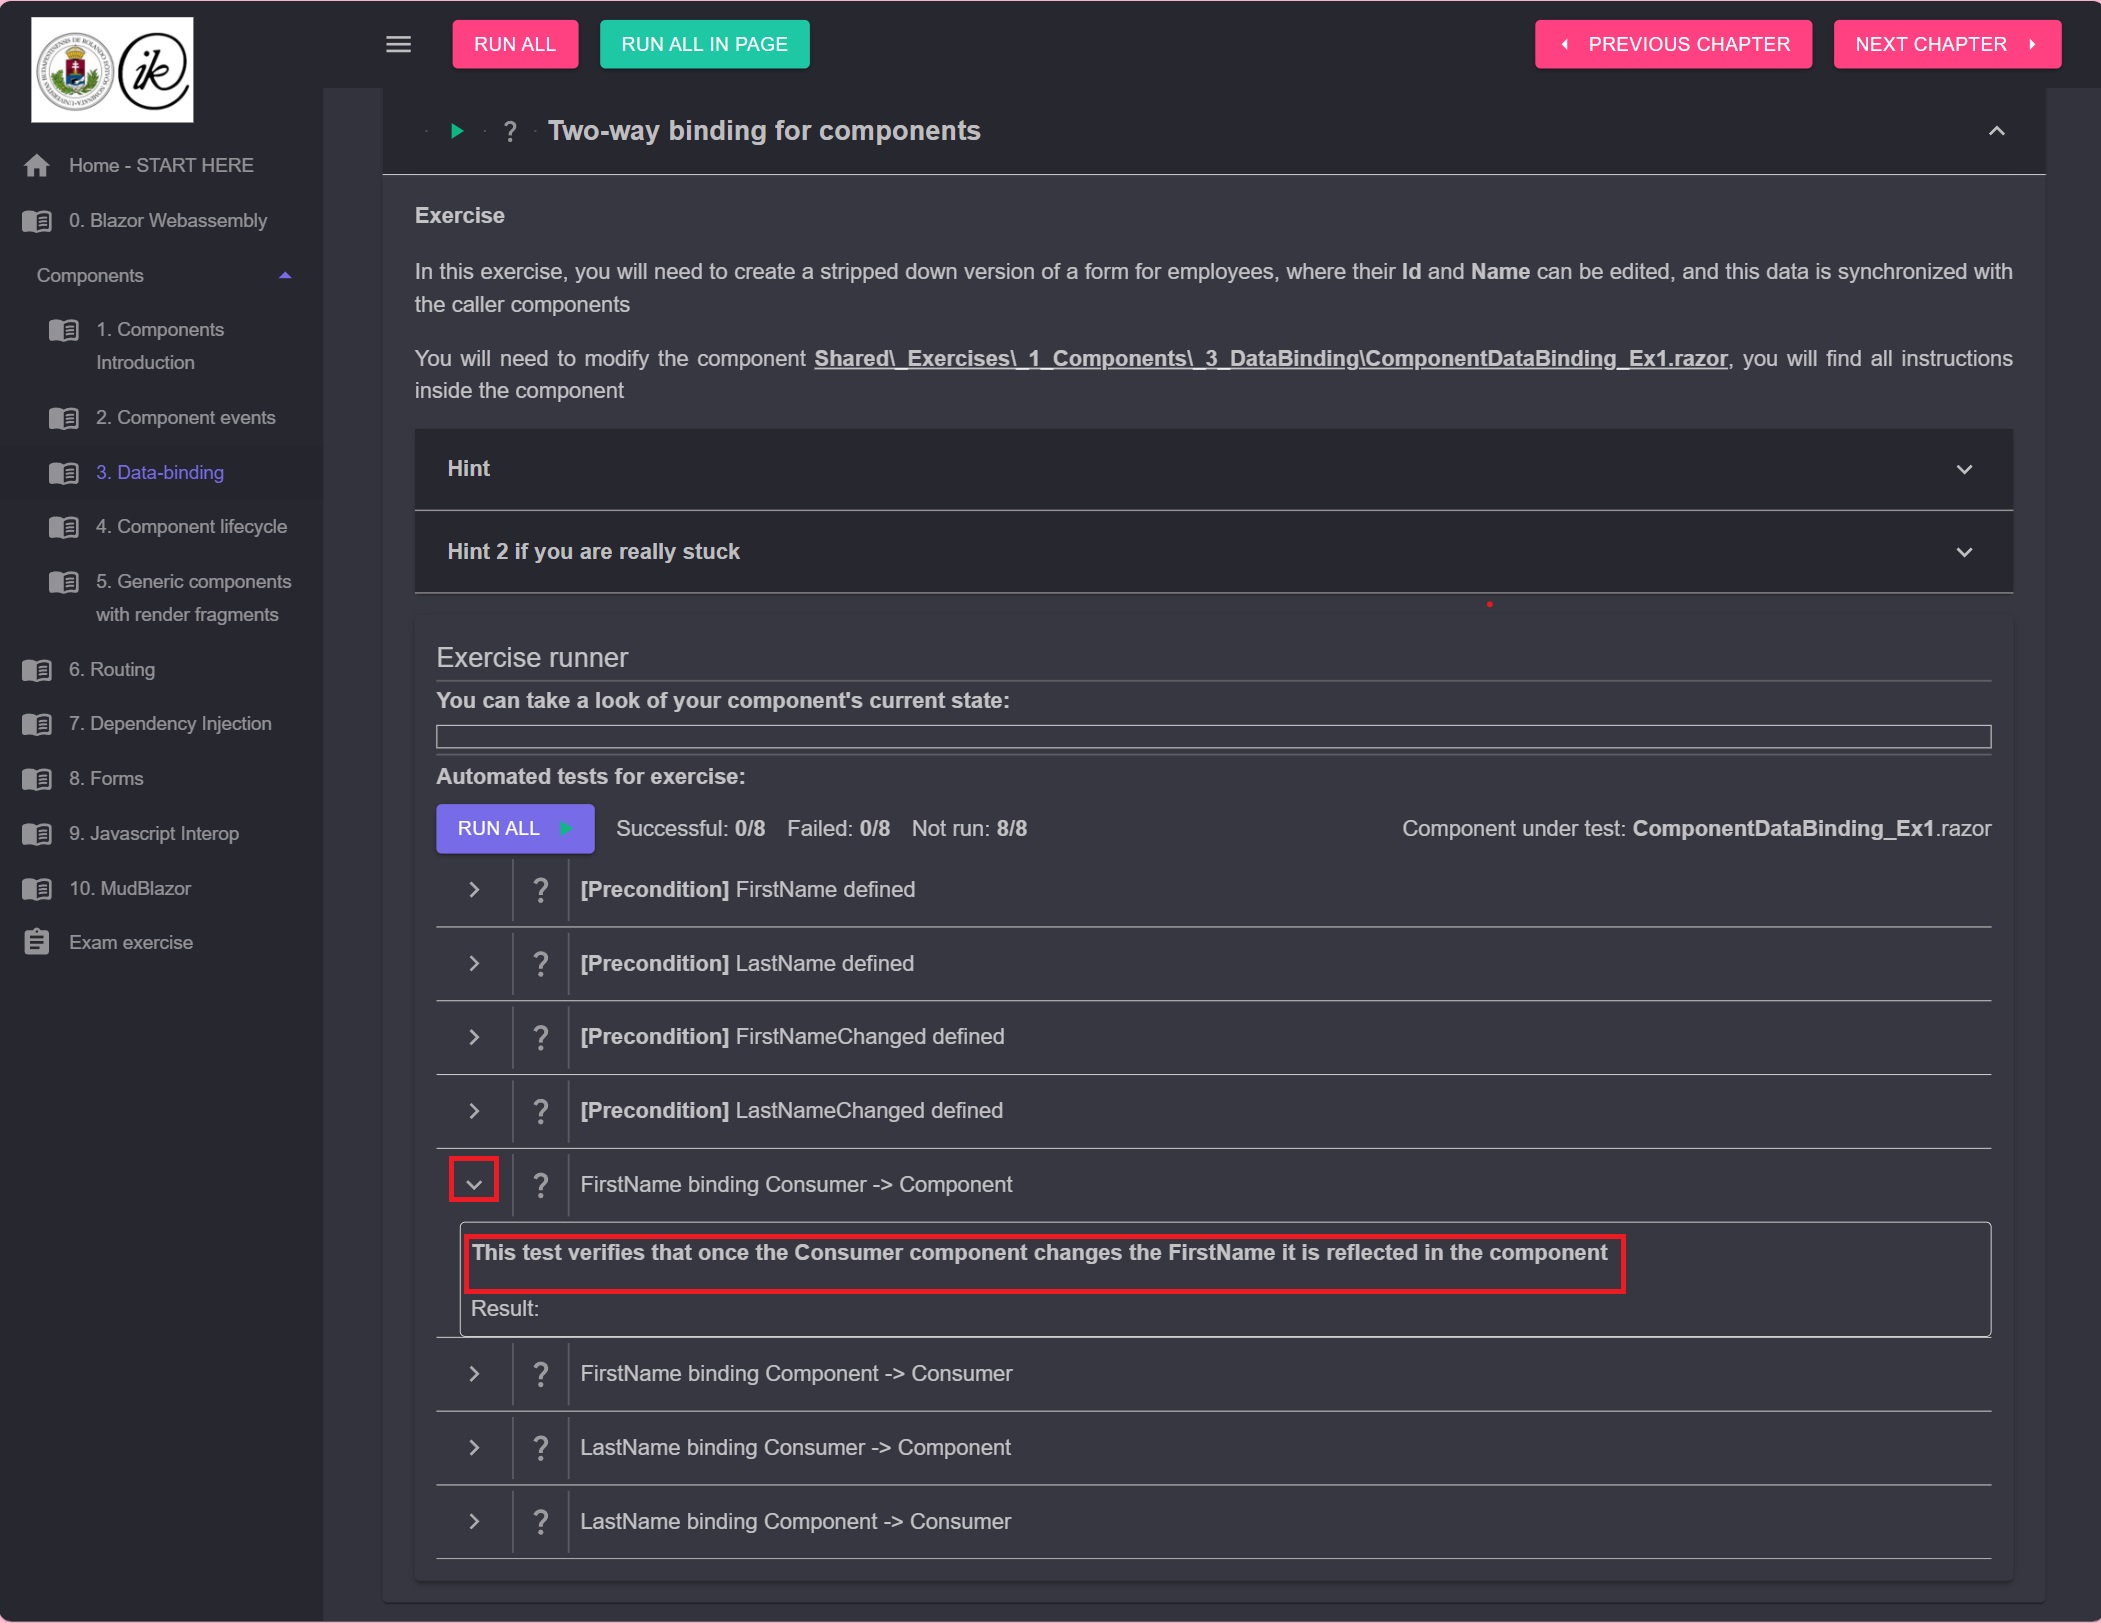 RUN ALL
RUN ALL IN PAGE
PREVIOUS CHAPTER
NEXT CHAPTER
ik
Home - START HERE
0. Blazor Webassembly
Components
1. Components
Introduction
2. Component events
3. Data-binding
4. Component lifecycle
5. Generic components
with render fragments
6. Routing
7. Dependency Injection
8. Forms
9. Javascript Interop
10. MudBlazor
Exam exercise
? Two-way binding for components
Exercise
In this exercise, you will need to create a stripped down version of a form for employees, where their Id and Name can be edited, and this data is synchronized with
the caller components
You will need to modify the component Shared\_Exercises\_1_Components\_3_DataBinding\ComponentDataBinding_Ex1.razor, you will find all instructions
inside the component
Hint
Hint 2 if you are really stuck
Exercise runner
You can take a look of your component's current state:
Automated tests for exercise:
RUN ALL Successful: 0/8 Failed: 0/8 Not run: 8/8 Component under test: ComponentDataBinding_Ex1.razor
? [Precondition] FirstName defined
? [Precondition] LastName defined
? [Precondition] FirstNameChanged defined
? [Precondition] LastNameChanged defined
? FirstName binding Consumer -> Component
This test verifies that once the Consumer component changes the FirstName it is reflected in the component
Result:
? FirstName binding Component -> Consumer
? LastName binding Consumer -> Component
? LastName binding Component -> Consumer